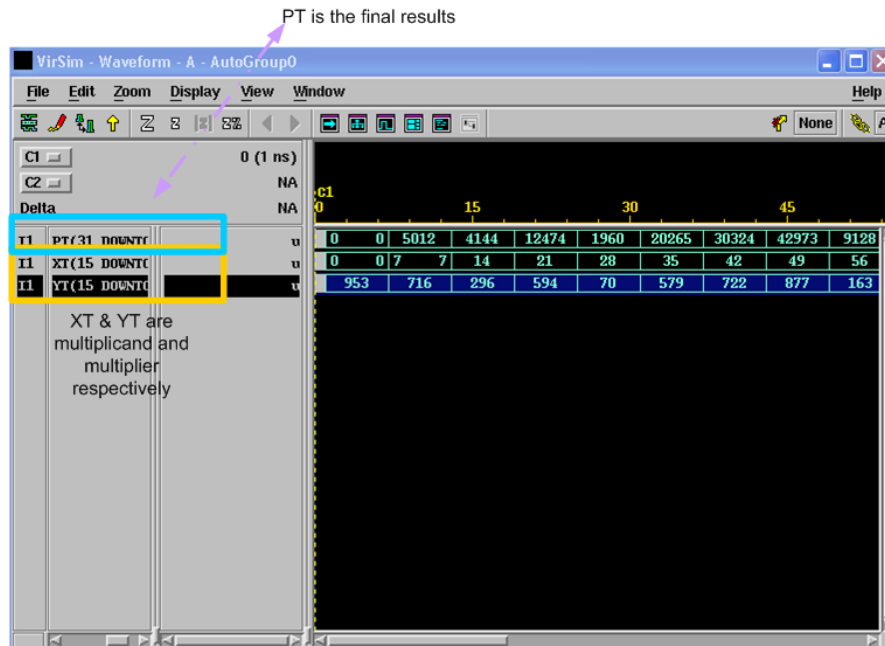 PT is the final results
VirSim - Waveform - A - AutoGroup0
File Edit Zoom Display View Window Help
None A
C1 0 (1 ns)
C2 NA
Delta NA
C1
0 15 30 45
I1 PT(31 DOWNTO u 0 0 5012 4144 12474 1960 20265 30324 42973 9128
I1 XT(15 DOWNTO u 0 0 7 7 14 21 28 35 42 49 56
I1 YT(15 DOWNTO u 953 716 296 594 70 579 722 877 163
XT & YT are
multiplicand and
multiplier
respectively